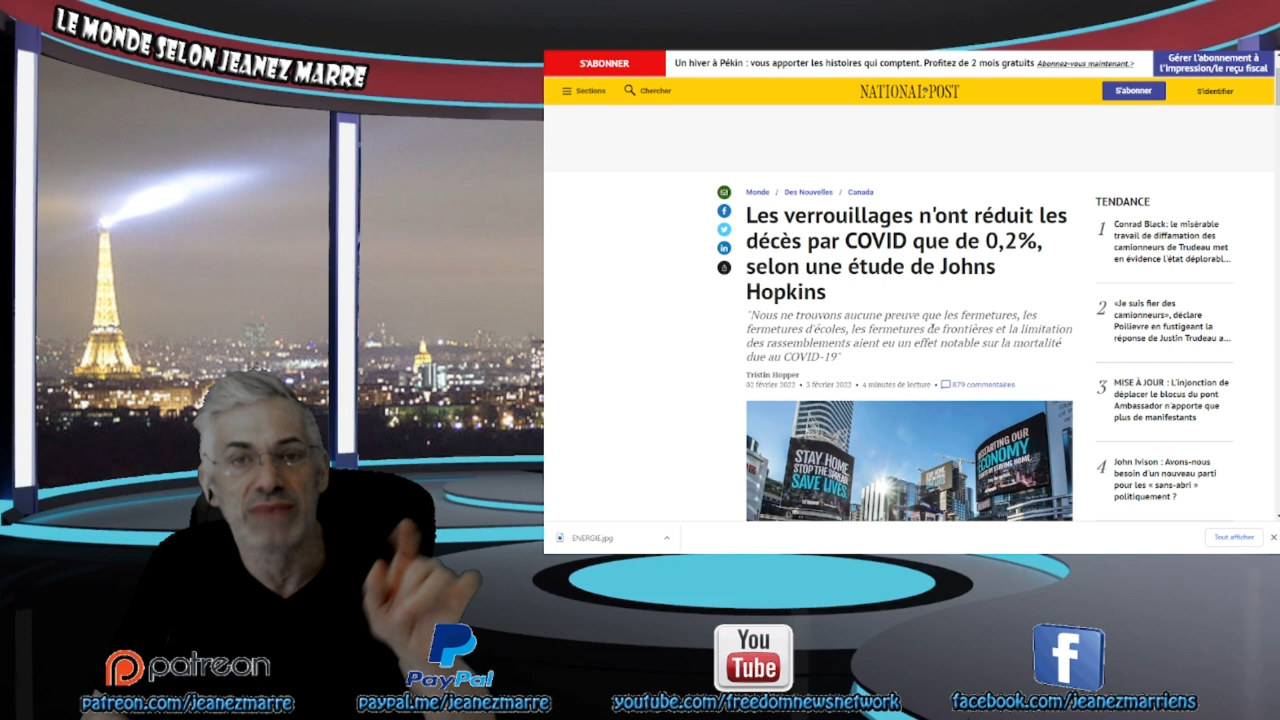 LE MONDE SELON JEANEZ MARRE
S'ABONNER
Un hiver à Pékin : vous apporter les histoires qui comptent. Profitez de 2 mois gratuits Abonnez-vous maintenant.>
Gérer l'abonnement à
l'impression/le reçu fiscal
Sections
Chercher
NATIONAL POST
S'abonner
S'identifier
Monde / Des Nouvelles / Canada
Les verrouillages n'ont réduit les
décès par COVID que de 0,2%,
selon une étude de Johns
Hopkins
"Nous ne trouvons aucune preuve que les fermetures, les
fermetures d'écoles, les fermetures de frontières et la limitation
des rassemblements aient eu un effet notable sur la mortalité
due au COVID-19"
Tristin Hopper
02 février 2022 • 3 février 2022 • 4 minutes de lecture • 879 commentaires
STAY HOME
STOP THE SPREAD
SAVE LIVES
RESTARTING OUR
ECONOMY
TENDANCE
1 Conrad Black: le misérable
travail de diffamation des
camionneurs de Trudeau met
en évidence l'état déplorabl...
2 «Je suis fier des
camionneurs», déclare
Poilievre en fustigeant la
réponse de Justin Trudeau a...
3 MISE À JOUR : L'injonction de
déplacer le blocus du pont
Ambassador n'apporte que
plus de manifestants
4 John Ivison : Avons-nous
besoin d'un nouveau parti
pour les « sans-abri »
politiquement ?
ENERGIE.jpg
Tout afficher
patreon
patreon.com/jeanezmarre
PayPal
paypal.me/jeanezmarre
You
Tube
youtube.com/freedomnewsnetwork
facebook.com/jeanezmarriens